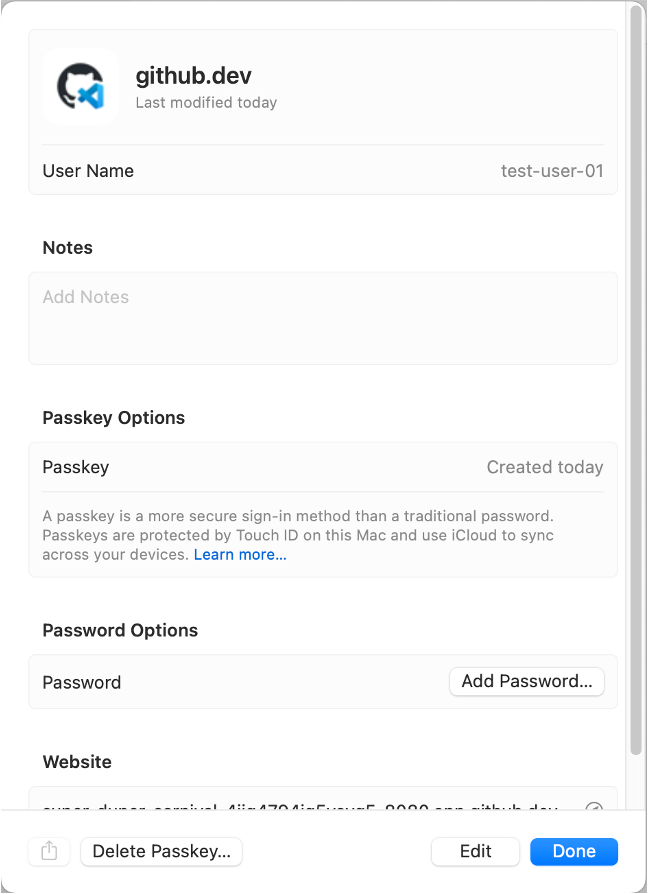 github.dev
Last modified today
User Name
test-user-01
Notes
Add Notes
Passkey Options
Passkey
Created today
A passkey is a more secure sign-in method than a traditional password.
Passkeys are protected by Touch ID on this Mac and use iCloud to sync
across your devices. Learn more...
Password Options
Password
Add Password...
Website
Delete Passkey...
Edit
Done